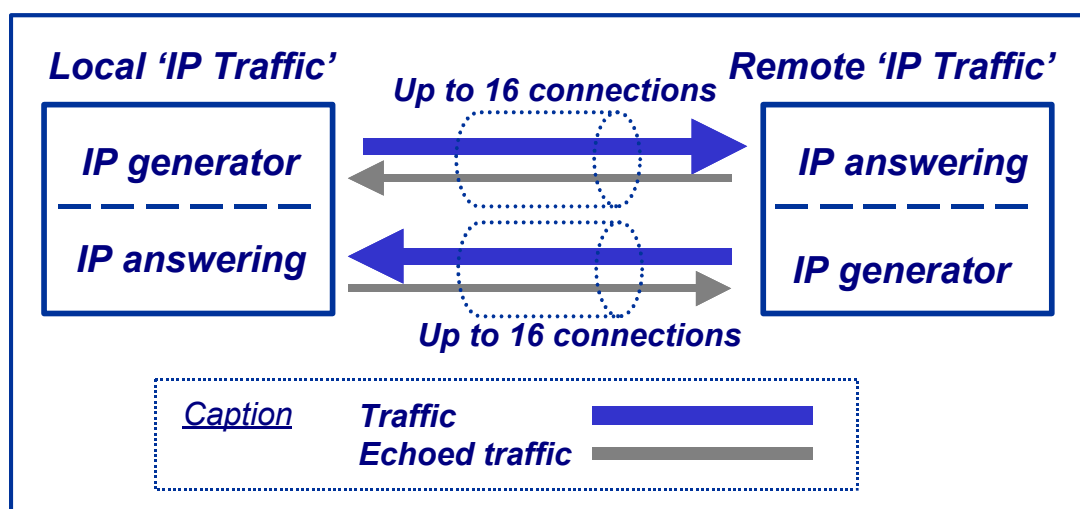 Local ‘IP Traffic’
Remote ‘IP Traffic’
Up to 16 connections
IP generator
IP answering
IP answering
IP generator
Up to 16 connections
Caption
Traffic
Echoed traffic